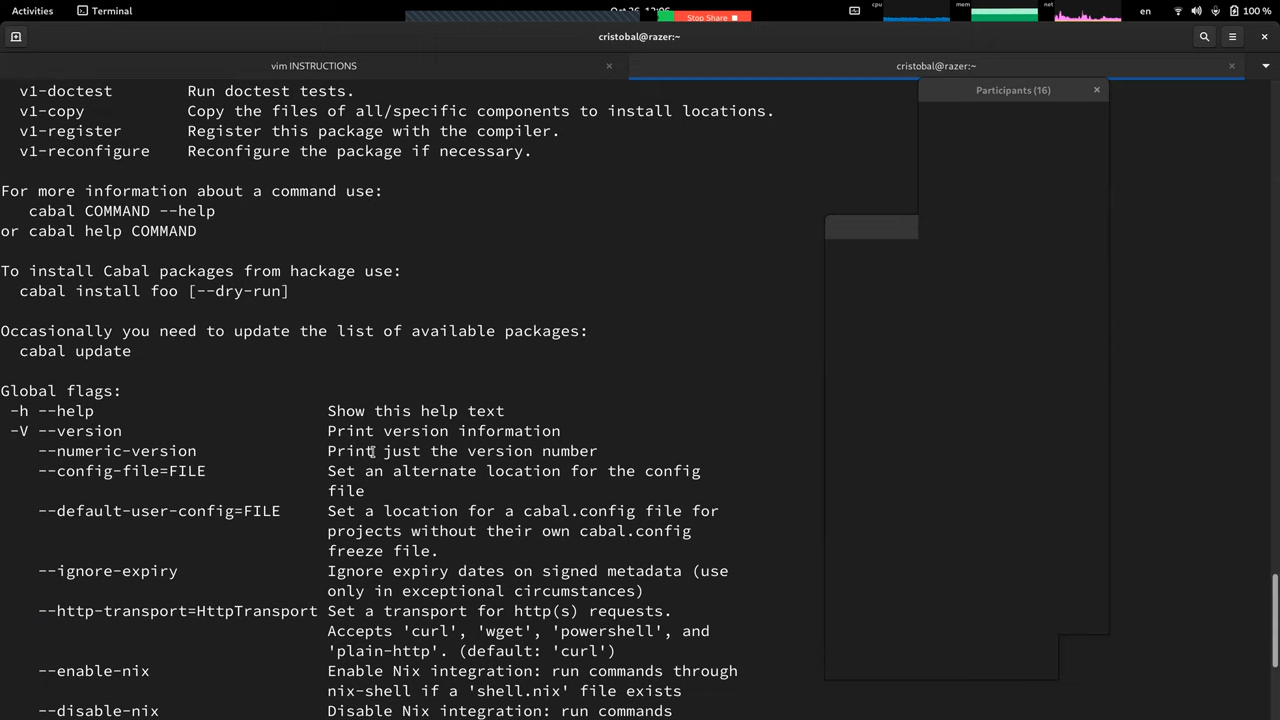 Activities
Terminal
Stop Share
cpu
mem
net
en
100 %
cristobal@razer:~
vim INSTRUCTIONS
cristobal@razer:~
Participants (16)
v1-doctest Run doctest tests.
v1-copy Copy the files of all/specific components to install locations.
v1-register Register this package with the compiler.
v1-reconfigure Reconfigure the package if necessary.
For more information about a command use:
cabal COMMAND --help
or cabal help COMMAND
To install Cabal packages from hackage use:
cabal install foo [--dry-run]
Occasionally you need to update the list of available packages:
cabal update
Global flags:
-h --help Show this help text
-V --version Print version information
--numeric-version Print just the version number
--config-file=FILE Set an alternate location for the config
file
--default-user-config=FILE Set a location for a cabal.config file for
projects without their own cabal.config
freeze file.
--ignore-expiry Ignore expiry dates on signed metadata (use
only in exceptional circumstances)
--http-transport=HttpTransport Set a transport for http(s) requests.
Accepts 'curl', 'wget', 'powershell', and
'plain-http'. (default: 'curl')
--enable-nix Enable Nix integration: run commands through
nix-shell if a 'shell.nix' file exists
--disable-nix Disable Nix integration: run commands